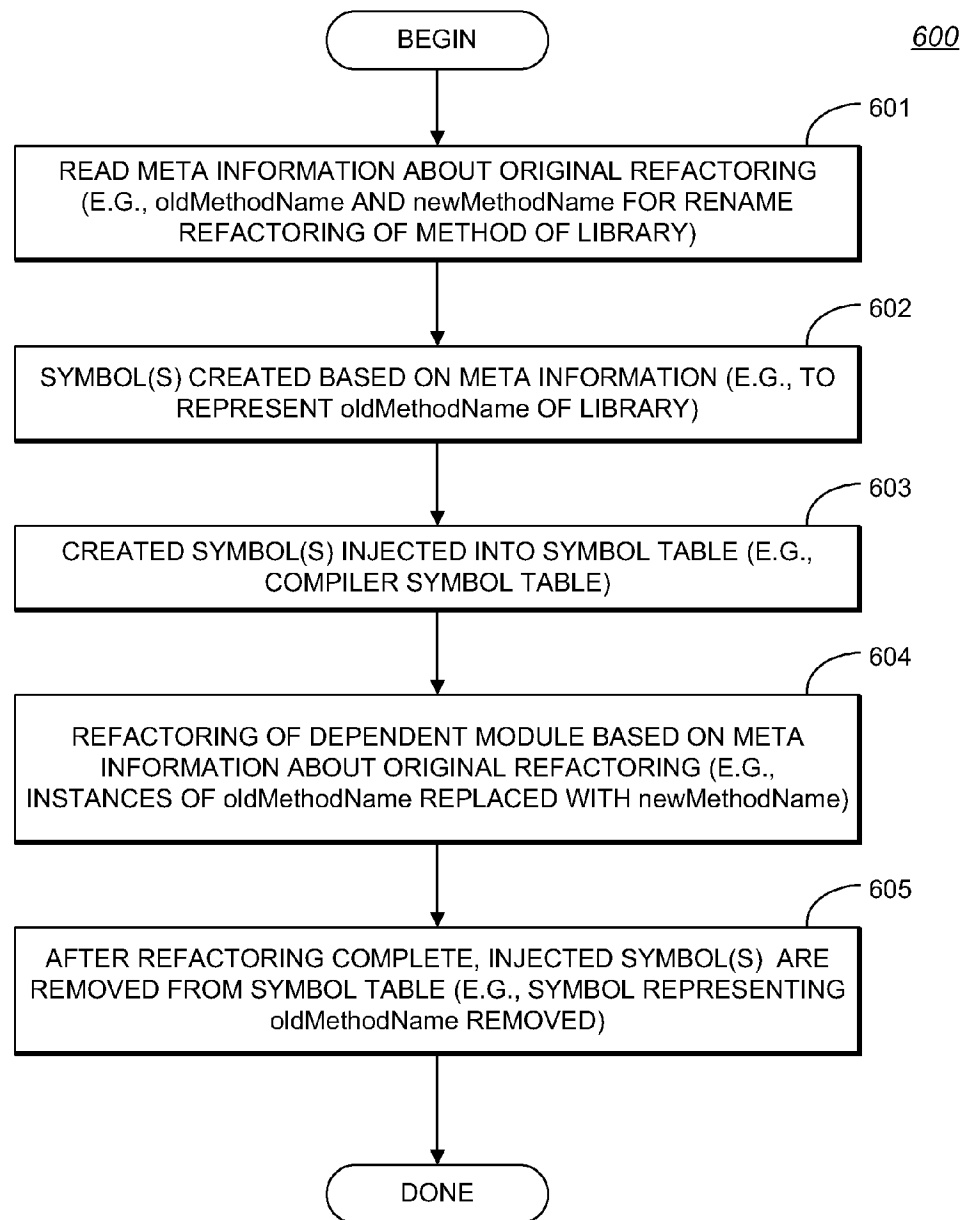 BEGIN
600
601
READ META INFORMATION ABOUT ORIGINAL REFACTORING
(E.G., oldMethodName AND newMethodName FOR RENAME
REFACTORING OF METHOD OF LIBRARY)
602
SYMBOL(S) CREATED BASED ON META INFORMATION (E.G., TO
REPRESENT oldMethodName OF LIBRARY)
603
CREATED SYMBOL(S) INJECTED INTO SYMBOL TABLE (E.G.,
COMPILER SYMBOL TABLE)
604
REFACTORING OF DEPENDENT MODULE BASED ON META
INFORMATION ABOUT ORIGINAL REFACTORING (E.G.,
INSTANCES OF oldMethodName REPLACED WITH newMethodName)
605
AFTER REFACTORING COMPLETE, INJECTED SYMBOL(S) ARE
REMOVED FROM SYMBOL TABLE (E.G., SYMBOL REPRESENTING
oldMethodName REMOVED)
DONE